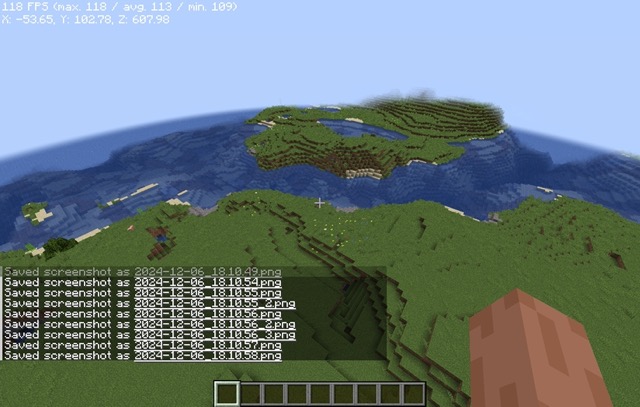 118 FPS (max. 118 / avg. 113 / min. 109)
X: -53.65, Y: 102.78, Z: 607.98
Saved screenshot as 2024-12-06_18.10.49.png
Saved screenshot as 2024-12-06_18.10.54.png
Saved screenshot as 2024-12-06_18.10.55.png
Saved screenshot as 2024-12-06_18.10.55_2.png
Saved screenshot as 2024-12-06_18.10.56.png
Saved screenshot as 2024-12-06_18.10.56_2.png
Saved screenshot as 2024-12-06_18.10.56_3.png
Saved screenshot as 2024-12-06_18.10.57.png
Saved screenshot as 2024-12-06_18.10.58.png